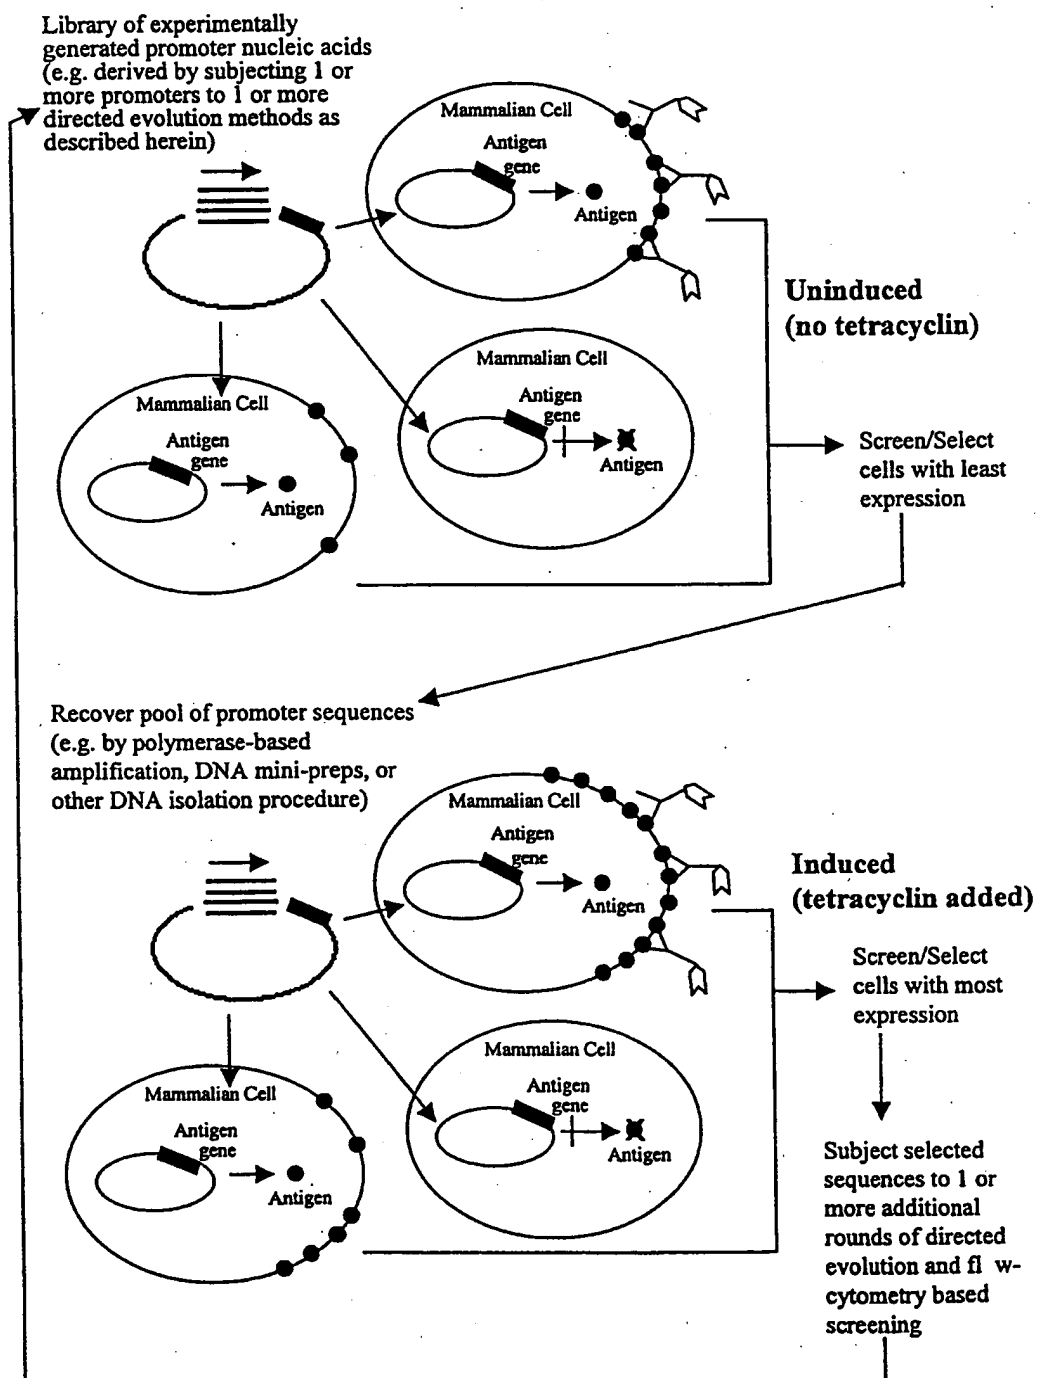 Library of experimentally
generated promoter nucleic acids
(e.g. derived by subjecting 1 or
more promoters to 1 or more
directed evolution methods as
described herein)
Mammalian Cell
Antigen
gene
Antigen
Uninduced
(no tetracyclin)
Mammalian Cell
Antigen
gene
Antigen
Mammalian Cell
Antigen
gene
Antigen
Screen/Select
cells with least
expression
Recover pool of promoter sequences
(e.g. by polymerase-based
amplification, DNA mini-preps, or
other DNA isolation procedure)
Mammalian Cell
Antigen
gene
Antigen
Induced
(tetracyclin added)
Screen/Select
cells with most
expression
Mammalian Cell
Antigen
gene
Antigen
Mammalian Cell
Antigen
gene
Antigen
Subject selected
sequences to 1 or
more additional
rounds of directed
evolution and fl w-
cytometry based
screening